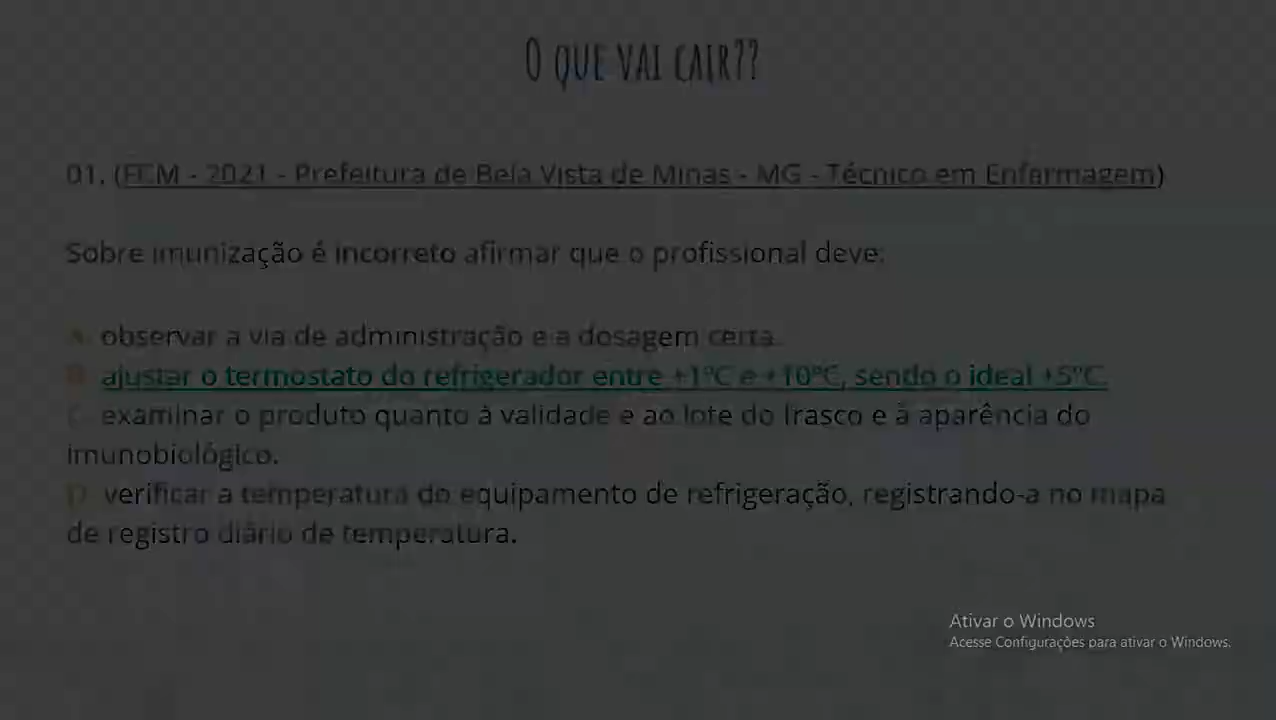 O que vai cair??
01. (FCM - 2021 - Prefeitura de Bela Vista de Minas - MG - Técnico em Enfermagem)
Sobre imunização é incorreto afirmar que o profissional deve:
A. observar a via de administração e a dosagem certa.
B. ajustar o termostato do refrigerador entre +1ºC e +10ºC, sendo o ideal +5ºC.
C. examinar o produto quanto à validade e ao lote do frasco e à aparência do
imunobiológico.
D. verificar a temperatura do equipamento de refrigeração, registrando-a no mapa
de registro diário de temperatura.
Ativar o Windows
Acesse Configurações para ativar o Windows.